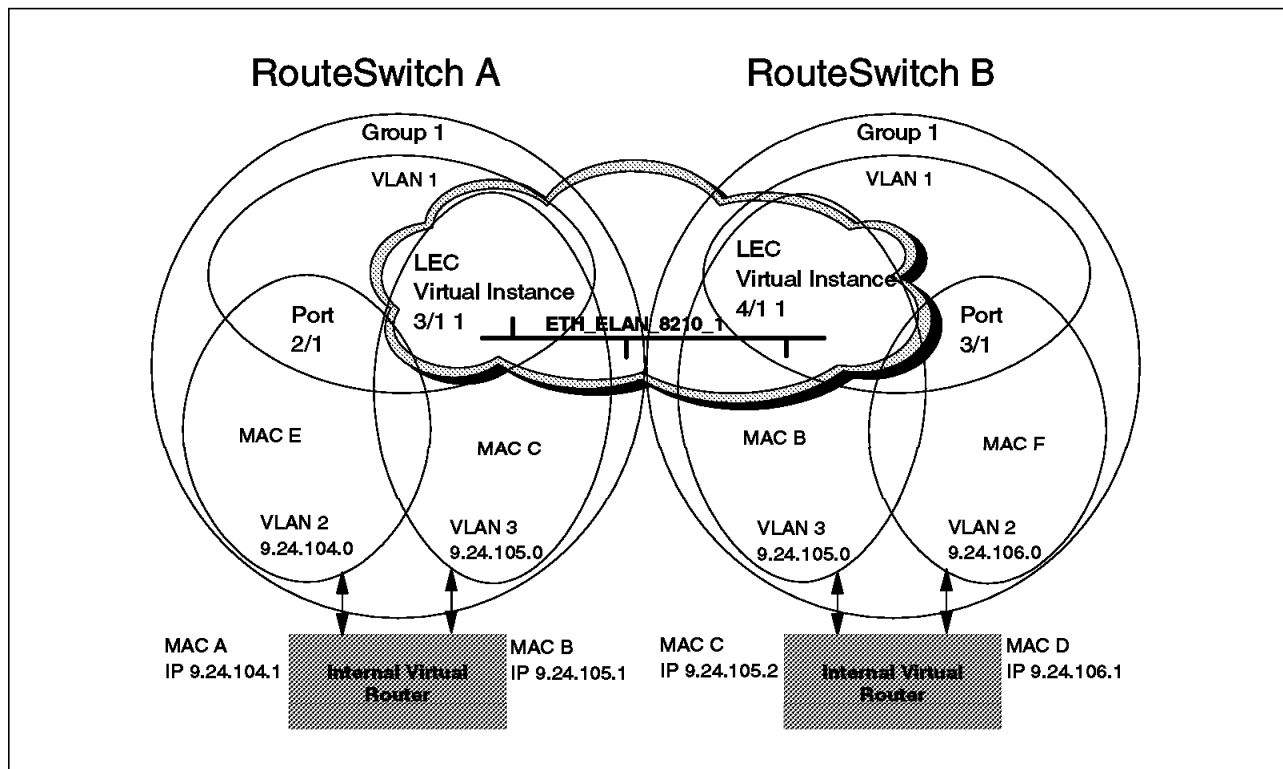 RouteSwitch A
RouteSwitch B
Group 1
VLAN 1
LEC
Virtual Instance
3/1 1
Port
2/1
MAC E
MAC C
VLAN 2
9.24.104.0
VLAN 3
9.24.105.0
ETH_ELAN_8210_1
Group 1
VLAN 1
LEC
Virtual Instance
4/1 1
Port
3/1
MAC B
MAC F
VLAN 3
9.24.105.0
VLAN 2
9.24.106.0
MAC A
IP 9.24.104.1
Internal Virtual
Router
MAC B
IP 9.24.105.1
MAC C
IP 9.24.105.2
Internal Virtual
Router
MAC D
IP 9.24.106.1